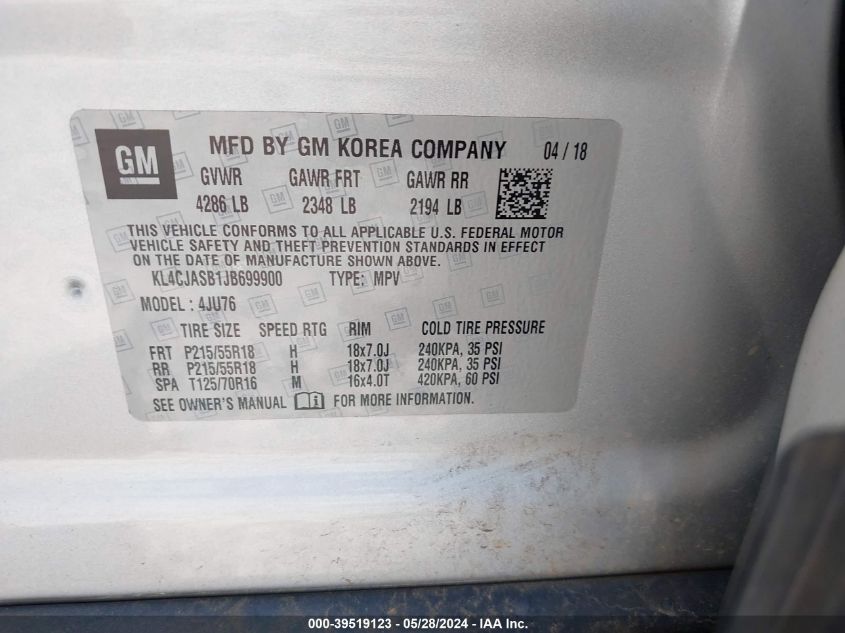 GM MFD BY GM KOREA COMPANY 04 / 18
GVWR GAWR FRT GAWR RR
4286 LB 2348 LB 2194 LB
THIS VEHICLE CONFORMS TO ALL APPLICABLE U.S. FEDERAL MOTOR
VEHICLE SAFETY AND THEFT PREVENTION STANDARDS IN EFFECT
ON THE DATE OF MANUFACTURE SHOWN ABOVE.
KL4CJASB1JB699900 TYPE: MPV
MODEL : 4JU76
TIRE SIZE SPEED RTG RIM COLD TIRE PRESSURE
FRT P215/55R18 H 18x7.0J 240KPA, 35 PSI
RR P215/55R18 H 18x7.0J 240KPA, 35 PSI
SPA T125/70R16 M 16x4.0T 420KPA, 60 PSI
SEE OWNER'S MANUAL FOR MORE INFORMATION.
000-39519123 - 05/28/2024 - IAA Inc.